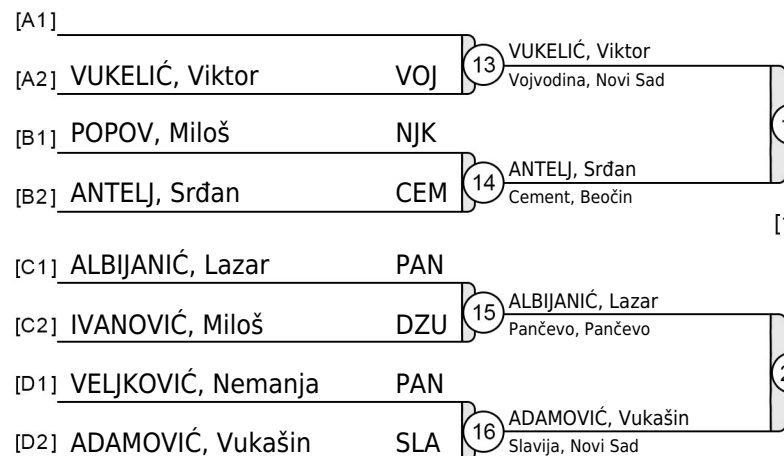 [A1]
[A2] VUKELIĆ, Viktor VOJ
13
VUKELIĆ, Viktor
Vojvodina, Novi Sad
[B1] POPOV, Miloš NJK
[B2] ANTELJ, Srđan CEM
14
ANTELJ, Srđan
Cement, Beočin
[C1] ALBIJANIĆ, Lazar PAN
[C2] IVANOVIĆ, Miloš DZU
15
ALBIJANIĆ, Lazar
Pančevo, Pančevo
[D1] VELJKOVIĆ, Nemanja PAN
[D2] ADAMOVIĆ, Vukašin SLA
16
ADAMOVIĆ, Vukašin
Slavija, Novi Sad